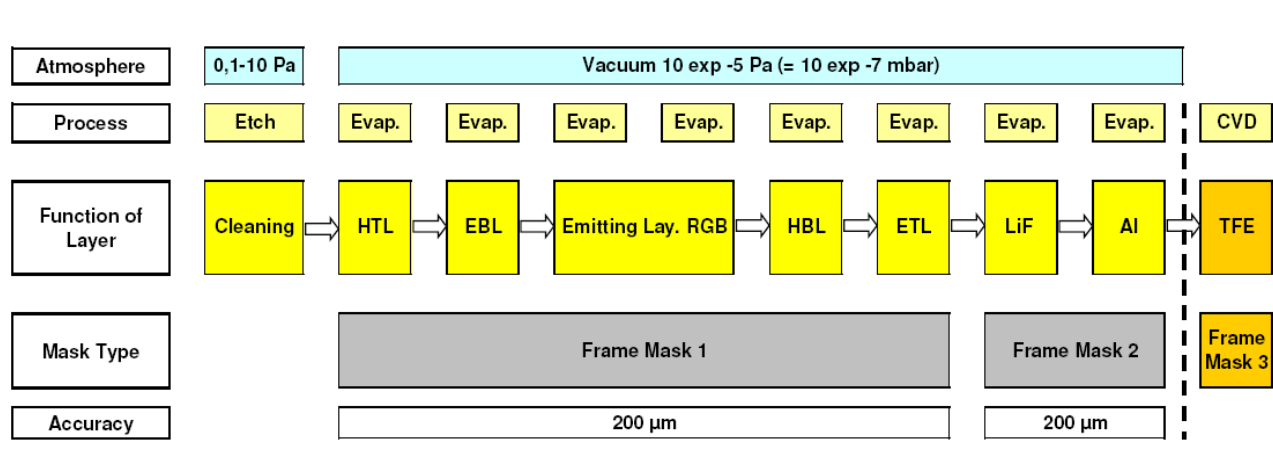 Atmosphere
0,1-10 Pa
Vacuum 10 exp -5 Pa (= 10 exp -7 mbar)
Process
Etch
Evap.
Evap.
Evap.
Evap.
Evap.
Evap.
Evap.
Evap.
CVD
Function of
Layer
Cleaning
HTL
EBL
Emitting Lay. RGB
HBL
ETL
LiF
Al
TFE
Mask Type
Frame Mask 1
Frame Mask 2
Frame
Mask 3
Accuracy
200 µm
200 µm